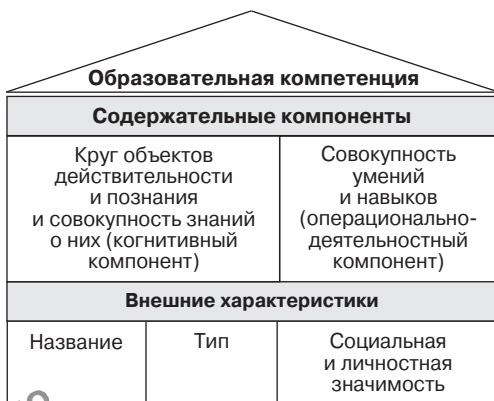 Образовательная компетенция
Содержательные компоненты
Круг объектов
действительности
и познания
и совокупность знаний
о них (когнитивный
компонент)
Совокупность
умений
и навыков
(операционально-
деятельностный
компонент)
Внешние характеристики
Название
Тип
Социальная
и личностная
значимость